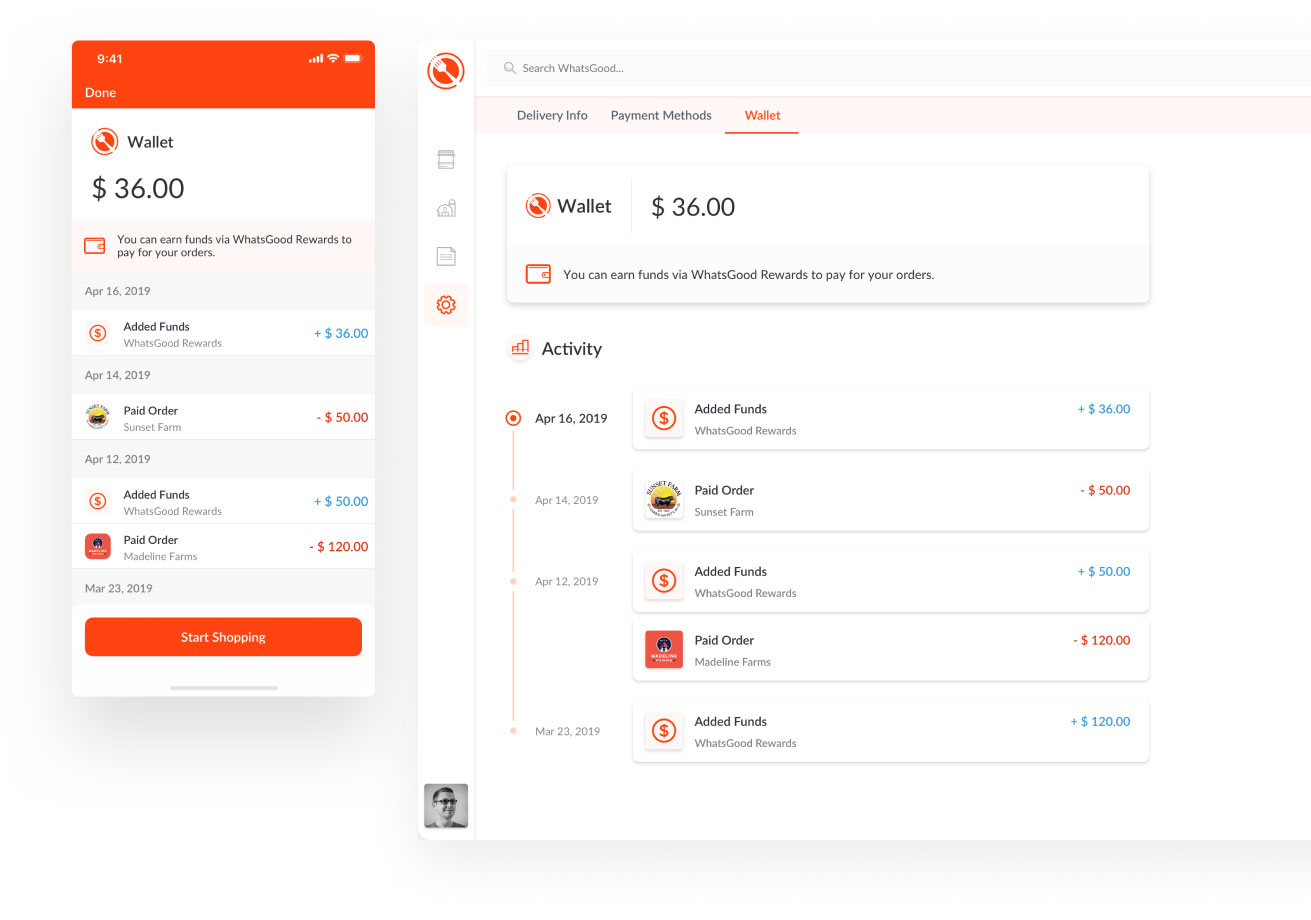 9:41
Done
Wallet
$ 36.00
You can earn funds via WhatsGood Rewards to
pay for your orders.
Apr 16, 2019
Added Funds
+ $ 36.00
WhatsGood Rewards
Apr 14, 2019
Paid Order
- $ 50.00
Sunset Farm
Apr 12, 2019
Added Funds
+ $ 50.00
WhatsGood Rewards
Paid Order
- $ 120.00
Madeline Farms
Mar 23, 2019
Start Shopping
Search WhatsGood...
Delivery Info Payment Methods Wallet
Wallet
$ 36.00
You can earn funds via WhatsGood Rewards to pay for your orders.
Activity
Apr 16, 2019
Added Funds
+ $ 36.00
WhatsGood Rewards
Apr 14, 2019
SUNSET FARM
Paid Order
- $ 50.00
Sunset Farm
Apr 12, 2019
Added Funds
+ $ 50.00
WhatsGood Rewards
MADELINE
FARMS
Paid Order
- $ 120.00
Madeline Farms
Mar 23, 2019
Added Funds
+ $ 120.00
WhatsGood Rewards